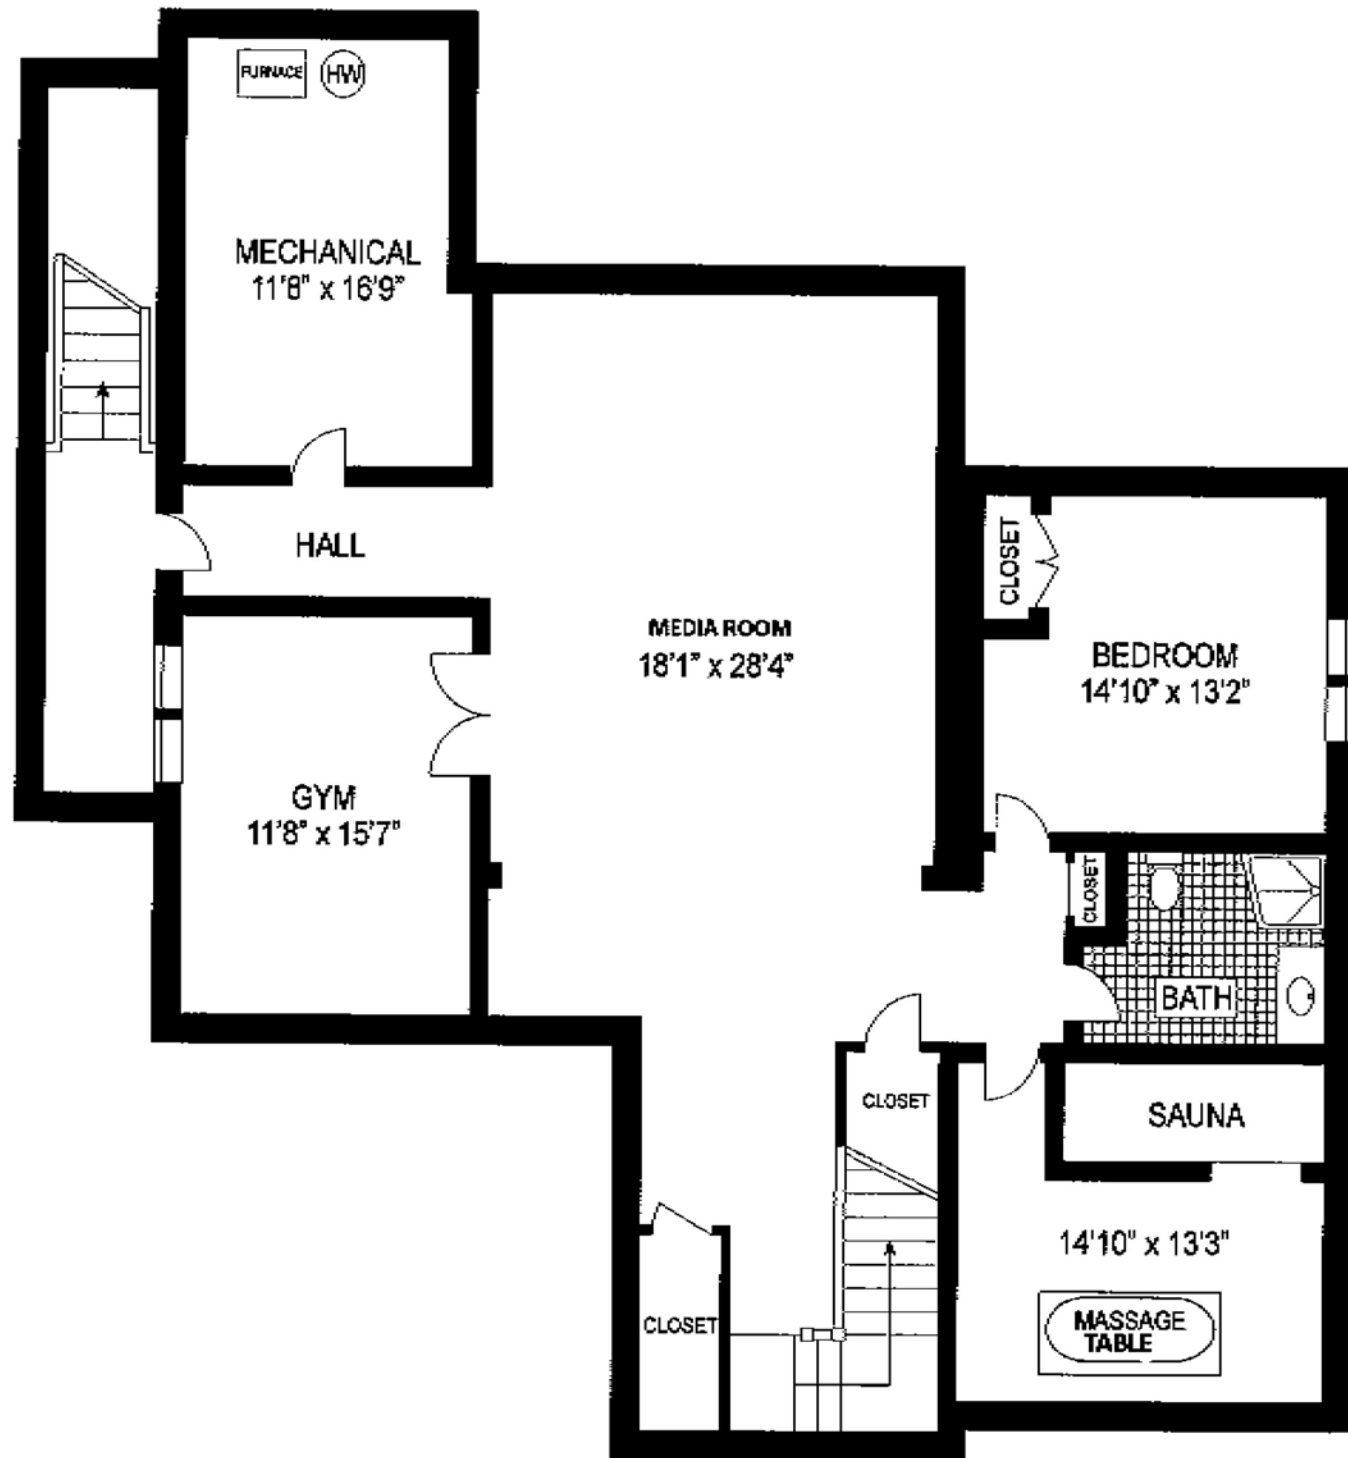 FURNACE
HW
MECHANICAL
11'8" x 16'9"
HALL
MEDIA ROOM
18'1" x 28'4"
CLOSET
BEDROOM
14'10" x 13'2"
GYM
11'8" x 15'7"
CLOSET
BATH
CLOSET
SAUNA
14'10" x 13'3"
CLOSET
MASSAGE
TABLE